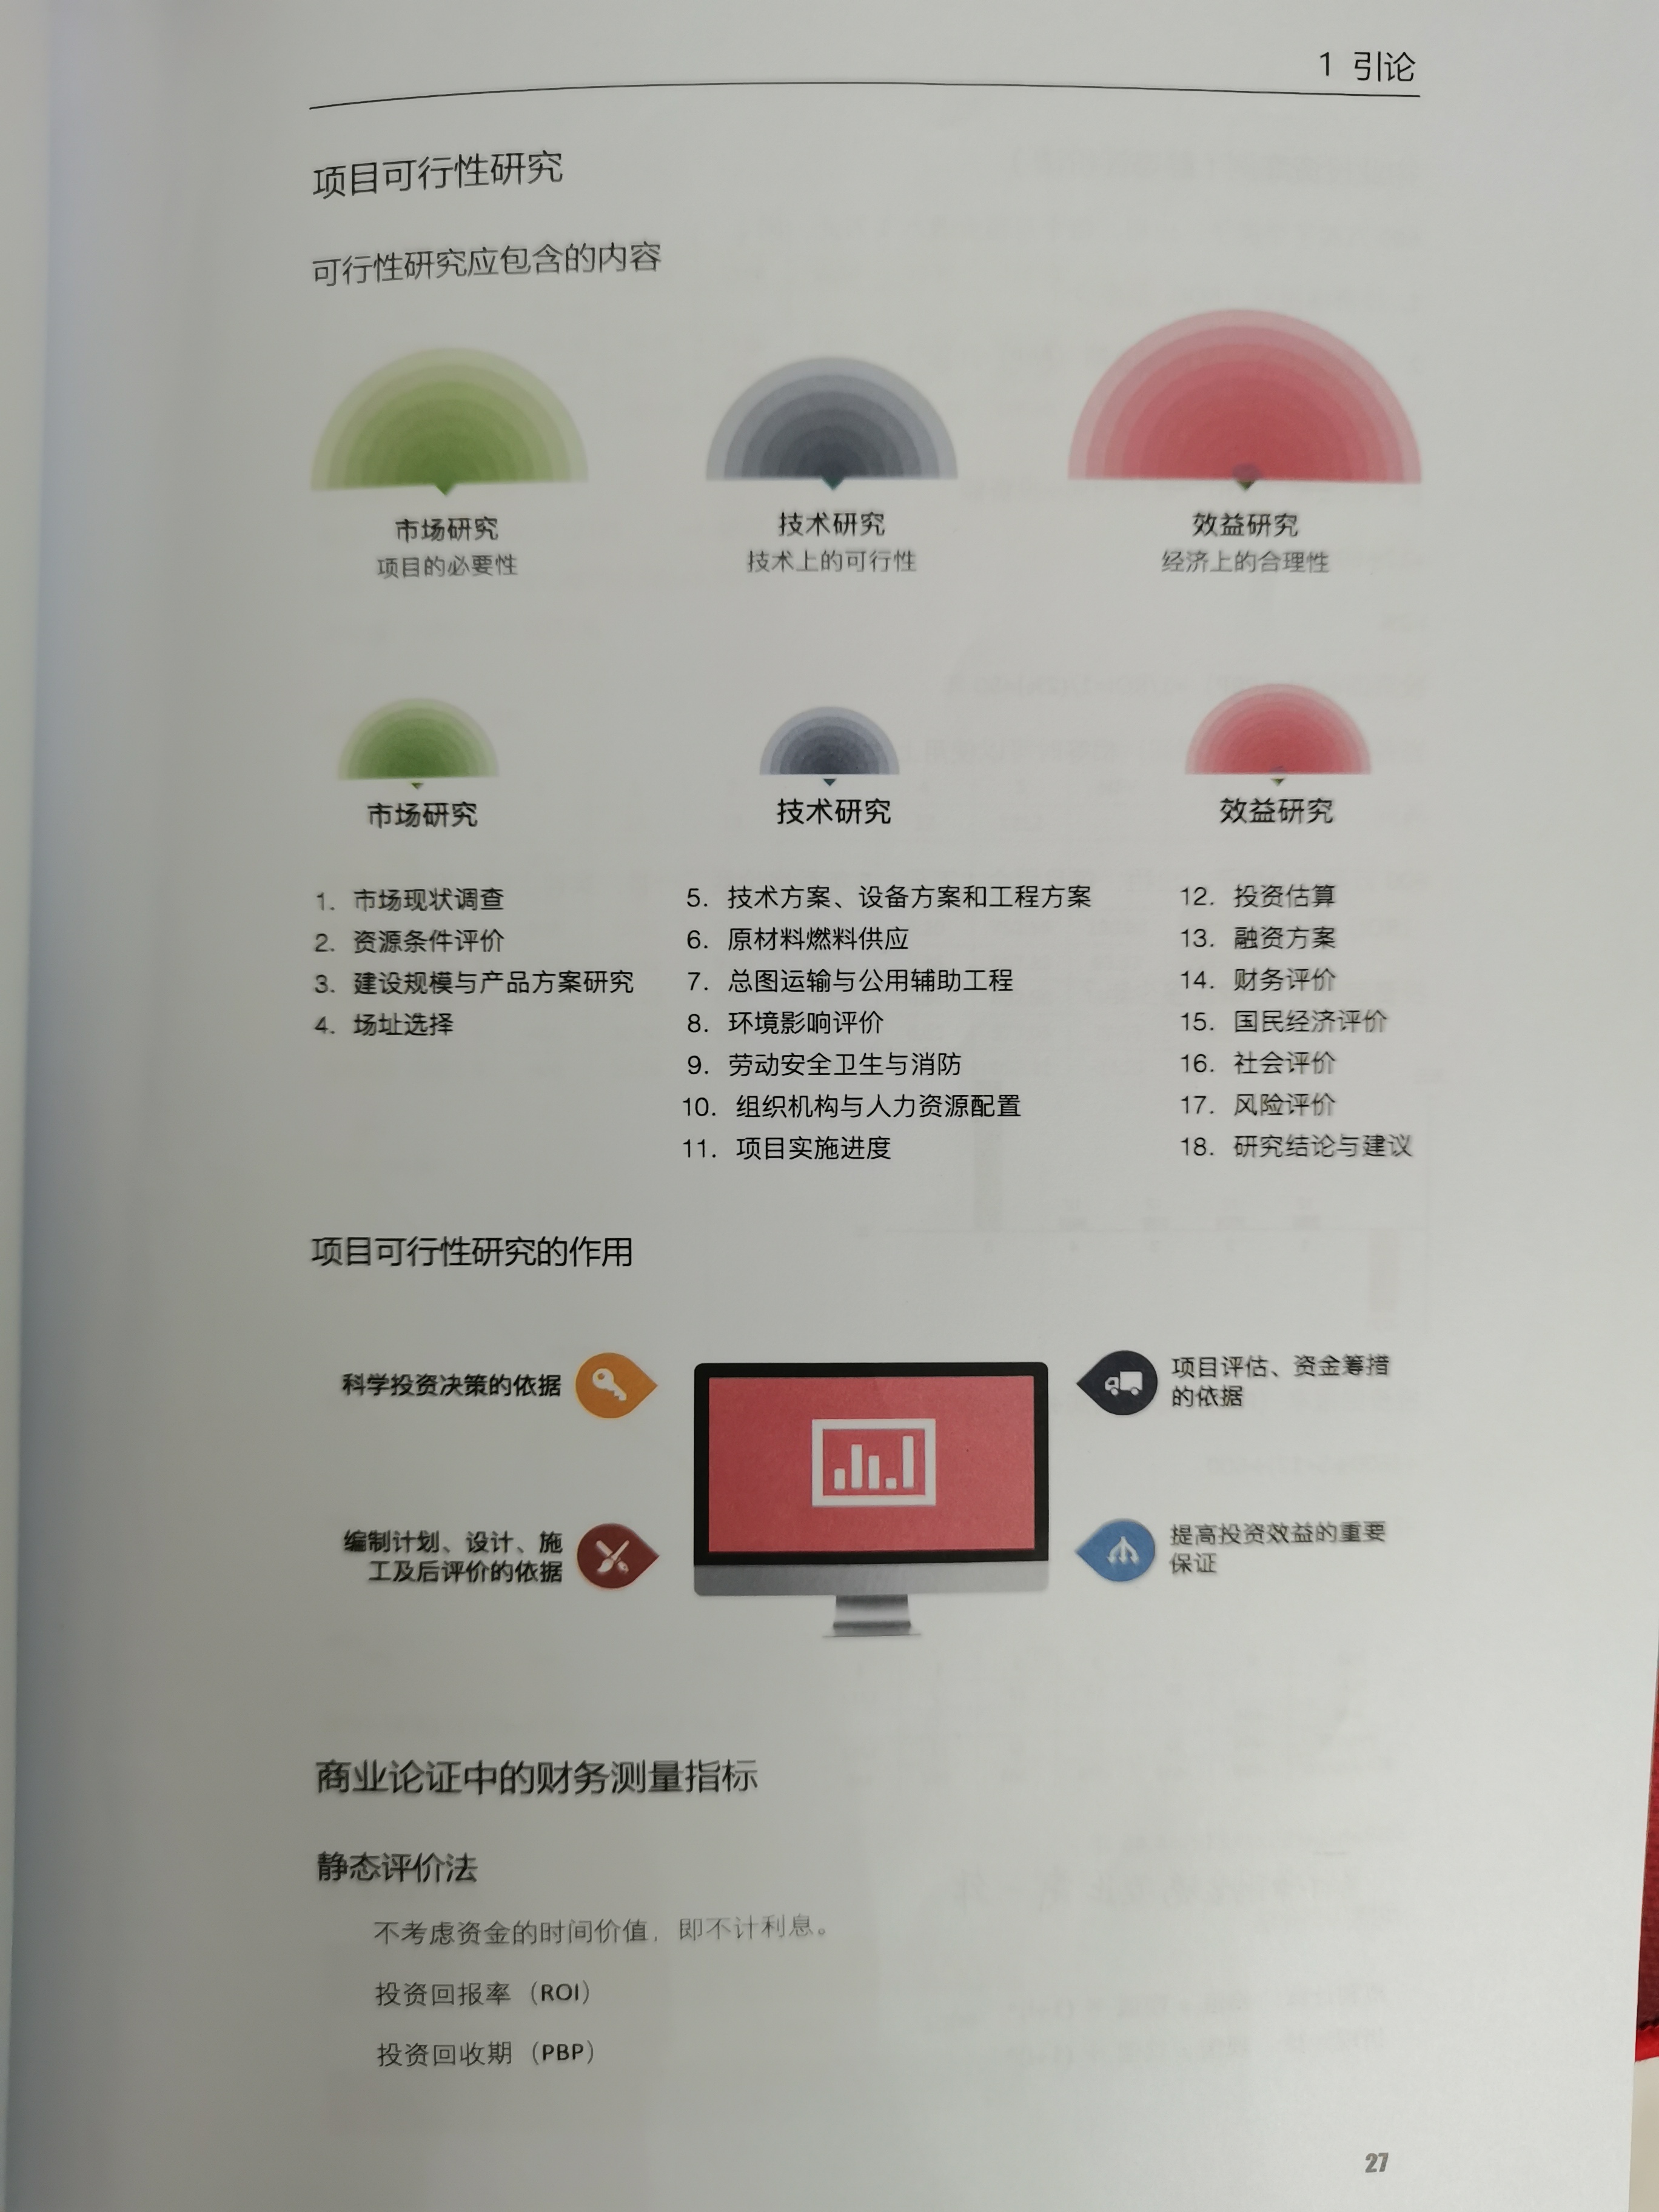 1 引论
项目可行性研究
可行性研究应包含的内容
市场研究
项目的必要性
技术研究
技术上的可行性
效益研究
经济上的合理性
市场研究
1. 市场现状调查
2. 资源条件评价
3. 建设规模与产品方案研究
4. 场址选择
技术研究
5. 技术方案、设备方案和工程方案
6. 原材料燃料供应
7. 总图运输与公用辅助工程
8. 环境影响评价
9. 劳动安全卫生与消防
10. 组织机构与人力资源配置
11. 项目实施进度
效益研究
12. 投资估算
13. 融资方案
14. 财务评价
15. 国民经济评价
16. 社会评价
17. 风险评价
18. 研究结论与建议
项目可行性研究的作用
科学投资决策的依据
项目评估、资金筹措
的依据
编制计划、设计、施
工及后评价的依据
提高投资效益的重要
保证
商业论证中的财务测量指标
静态评价法
不考虑资金的时间价值，即不计利息。
投资回报率（ROI）
投资回收期（PBP）
27